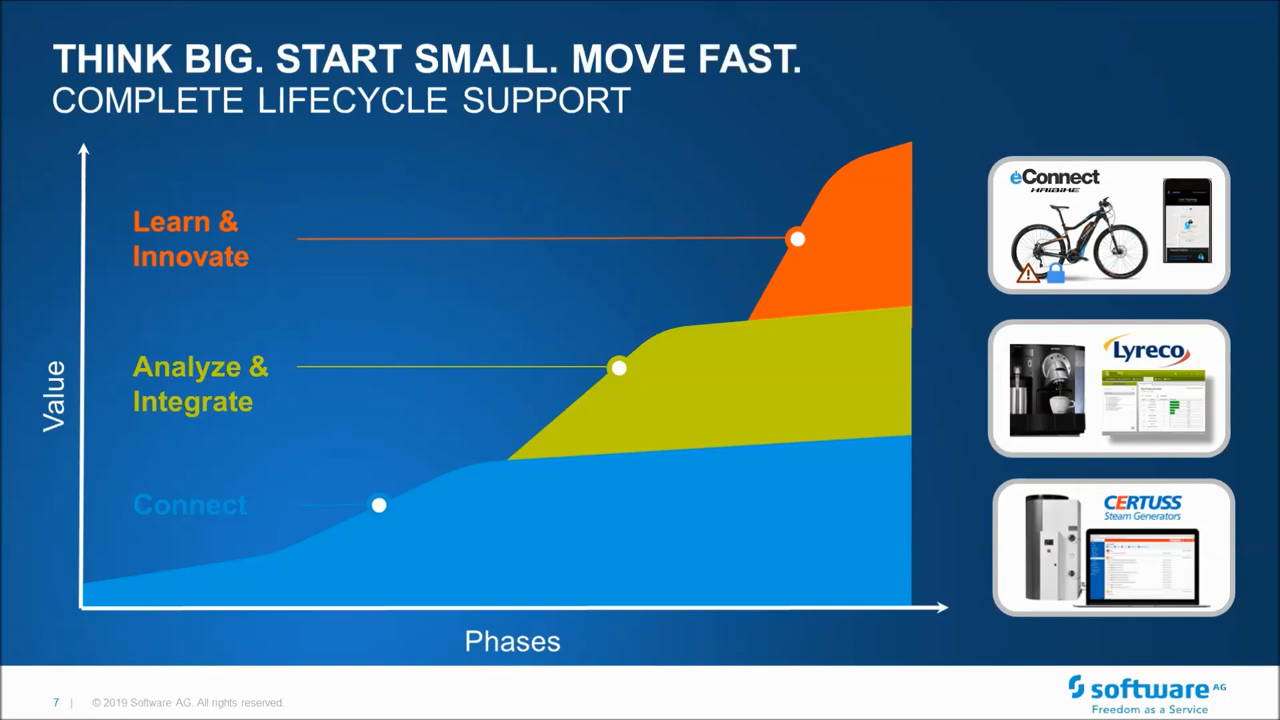 THINK BIG. START SMALL. MOVE FAST.
COMPLETE LIFECYCLE SUPPORT
Learn &
Innovate
Analyze &
Integrate
Connect
Value
Phases
eConnect
HAIBIKE
Lyreco
CERTUSS
Steam Generators
7 | © 2019 Software AG. All rights reserved.
software AG
Freedom as a Service